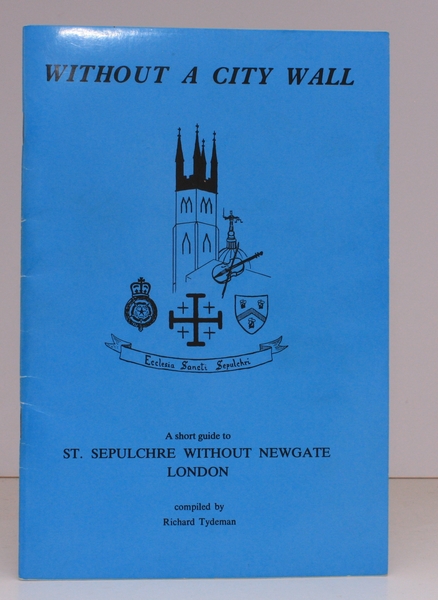 WITHOUT A CITY WALL
Ecclesia Sancti Sepulchri
A short guide to
ST. SEPULCHRE WITHOUT NEWGATE
LONDON
compiled by
Richard Tydeman